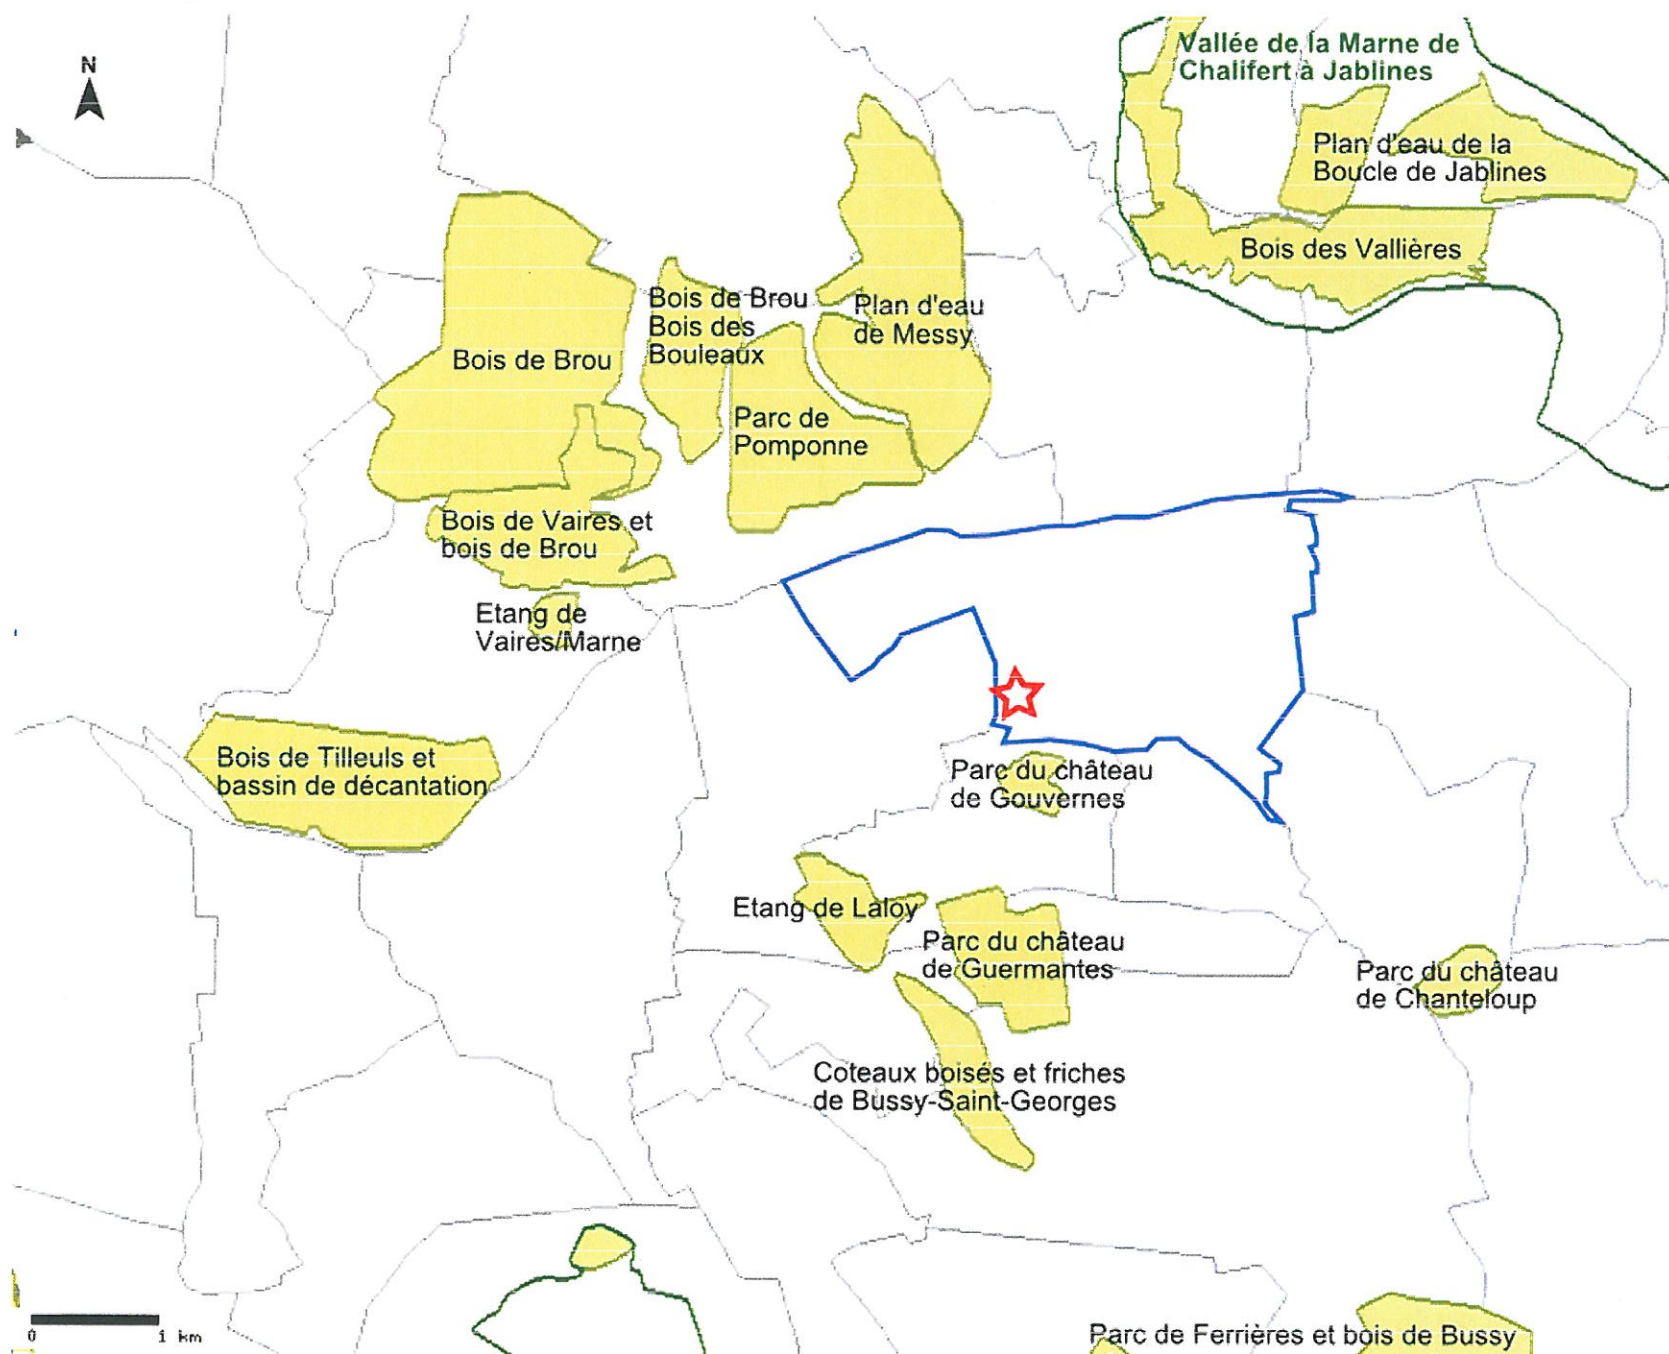 N
Vallée de la Marne de
Chalifert à Jablines
Plan d'eau de la
Boucle de Jablines
Bois des Vallières
Bois de Brou
Bois des
Bouleaux
Plan d'eau
de Messy
Bois de Brou
Parc de
Pomponne
Bois de Vaires et
bois de Brou
Etang de
Vaires/Marne
Bois de Tilleuls et
bassin de décantation
Parc du château
de Gouvernes
Etang de Laloy
Parc du château
de Guermantes
Parc du château
de Chanteloup
Coteaux boisés et friches
de Bussy-Saint-Georges
0 1 km
Parc de Ferrières et bois de Bussy